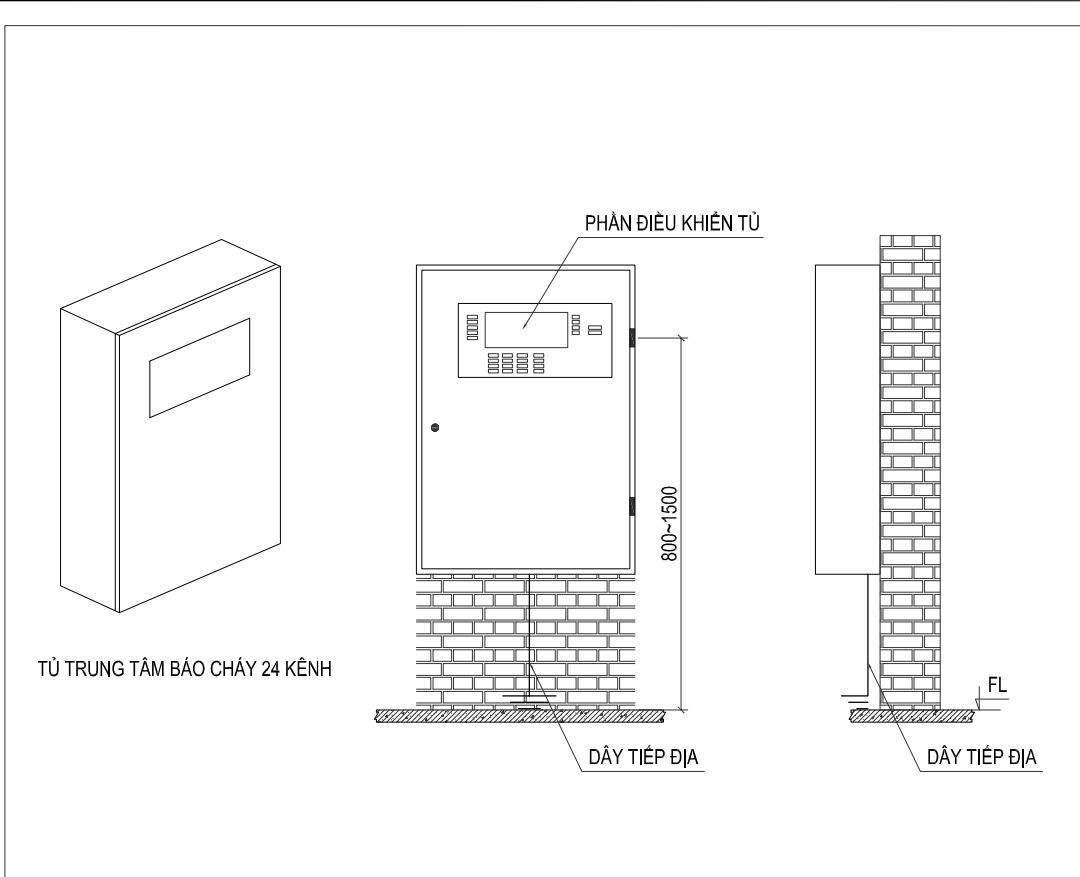 PHẦN ĐIỀU KHIỂN TỦ
800~1500
TỦ TRUNG TÂM BÁO CHÁY 24 KÊNH
FL
DÂY TIẾP ĐỊA
DÂY TIẾP ĐỊA